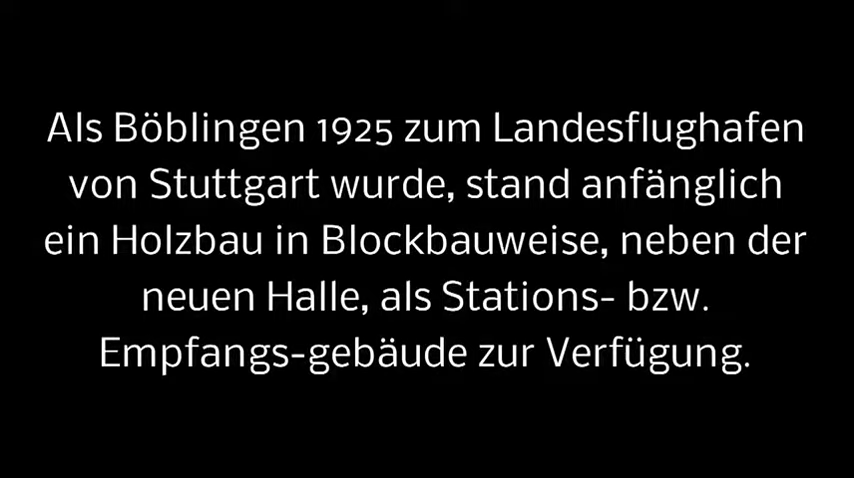 Als Böblingen 1925 zum Landesflughafen
von Stuttgart wurde, stand anfänglich
ein Holzbau in Blockbauweise, neben der
neuen Halle, als Stations- bzw.
Empfangs-gebäude zur Verfügung.